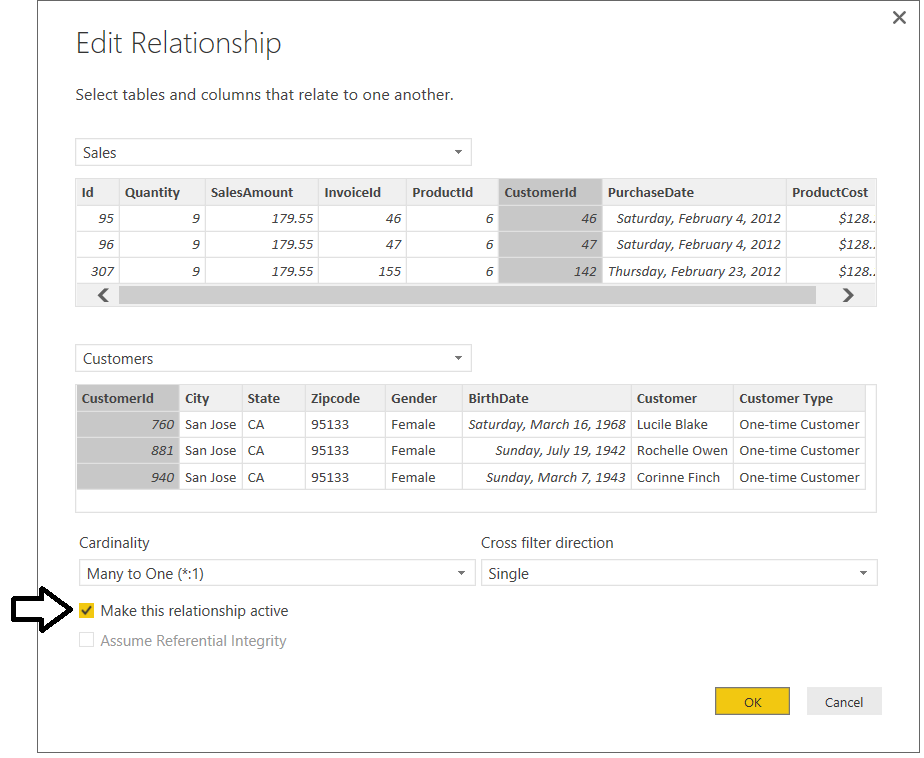 Edit Relationship
Select tables and columns that relate to one another.
Sales
Id Quantity SalesAmount InvoiceId ProductId CustomerId PurchaseDate ProductCost
95 9 179.55 46 6 46 Saturday, February 4, 2012 $128..
96 9 179.55 47 6 47 Saturday, February 4, 2012 $128..
307 9 179.55 155 6 142 Thursday, February 23, 2012 $128..
Customers
CustomerId City State Zipcode Gender BirthDate Customer Customer Type
760 San Jose CA 95133 Female Saturday, March 16, 1968 Lucile Blake One-time Customer
881 San Jose CA 95133 Female Sunday, July 19, 1942 Rochelle Owen One-time Customer
940 San Jose CA 95133 Female Sunday, March 7, 1943 Corinne Finch One-time Customer
Cardinality Cross filter direction
Many to One (*:1) Single
Make this relationship active
Assume Referential Integrity
OK Cancel